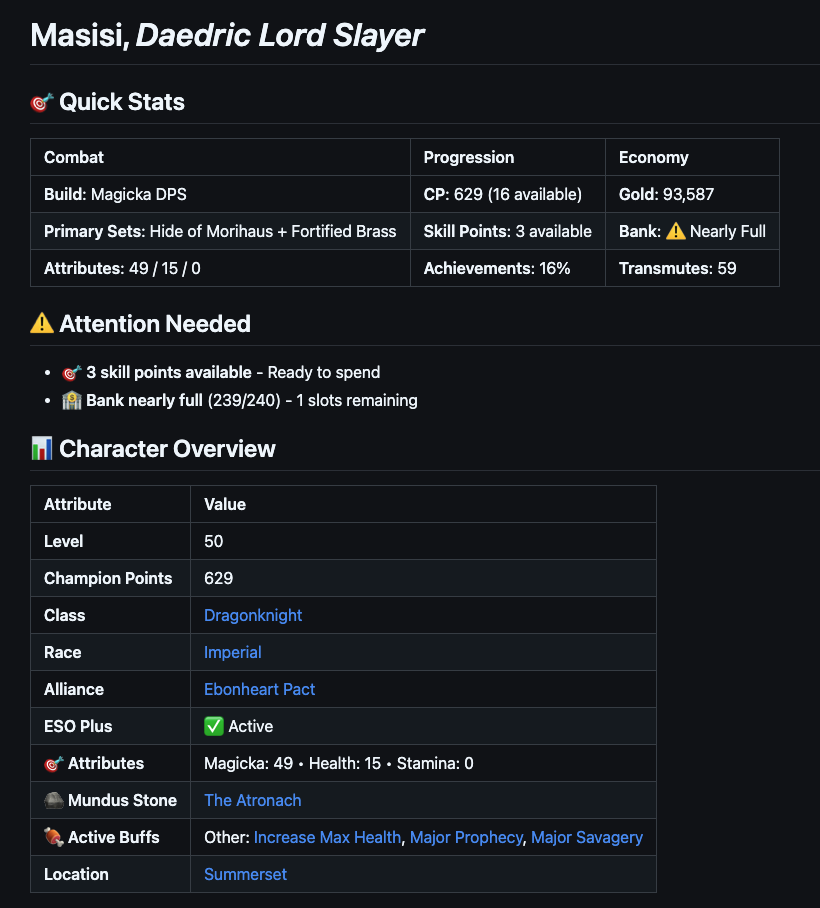 Masisi, Daedric Lord Slayer
🎯 Quick Stats
Combat Progression Economy
Build: Magicka DPS CP: 629 (16 available) Gold: 93,587
Primary Sets: Hide of Morihaus + Fortified Brass Skill Points: 3 available Bank: ⚠️ Nearly Full
Attributes: 49 / 15 / 0 Achievements: 16% Transmutes: 59
⚠️ Attention Needed
• 🎯 3 skill points available - Ready to spend
• 🏦 Bank nearly full (239/240) - 1 slots remaining
📊 Character Overview
Attribute Value
Level 50
Champion Points 629
Class Dragonknight
Race Imperial
Alliance Ebonheart Pact
ESO Plus ✅ Active
🎯 Attributes Magicka: 49 • Health: 15 • Stamina: 0
🪨 Mundus Stone The Atronach
🍖 Active Buffs Other: Increase Max Health, Major Prophecy, Major Savagery
Location Summerset